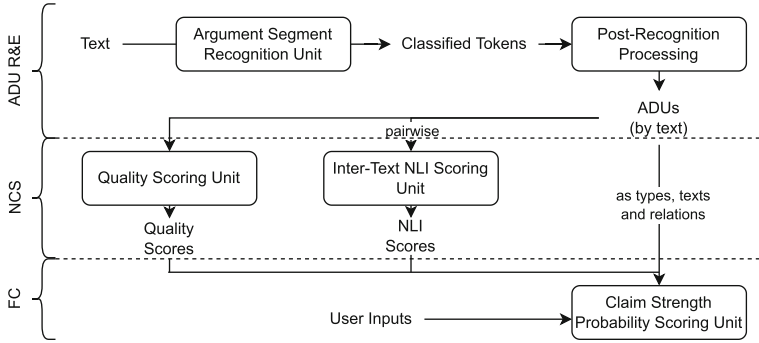 ADU R&E
Text
Argument Segment
Recognition Unit
Classified Tokens
Post-Recognition
Processing
ADUs
(by text)
pairwise
NCS
Quality Scoring Unit
Inter-Text NLI Scoring
Unit
as types, texts
and relations
Quality
Scores
NLI
Scores
FC
User Inputs
Claim Strength
Probability Scoring Unit